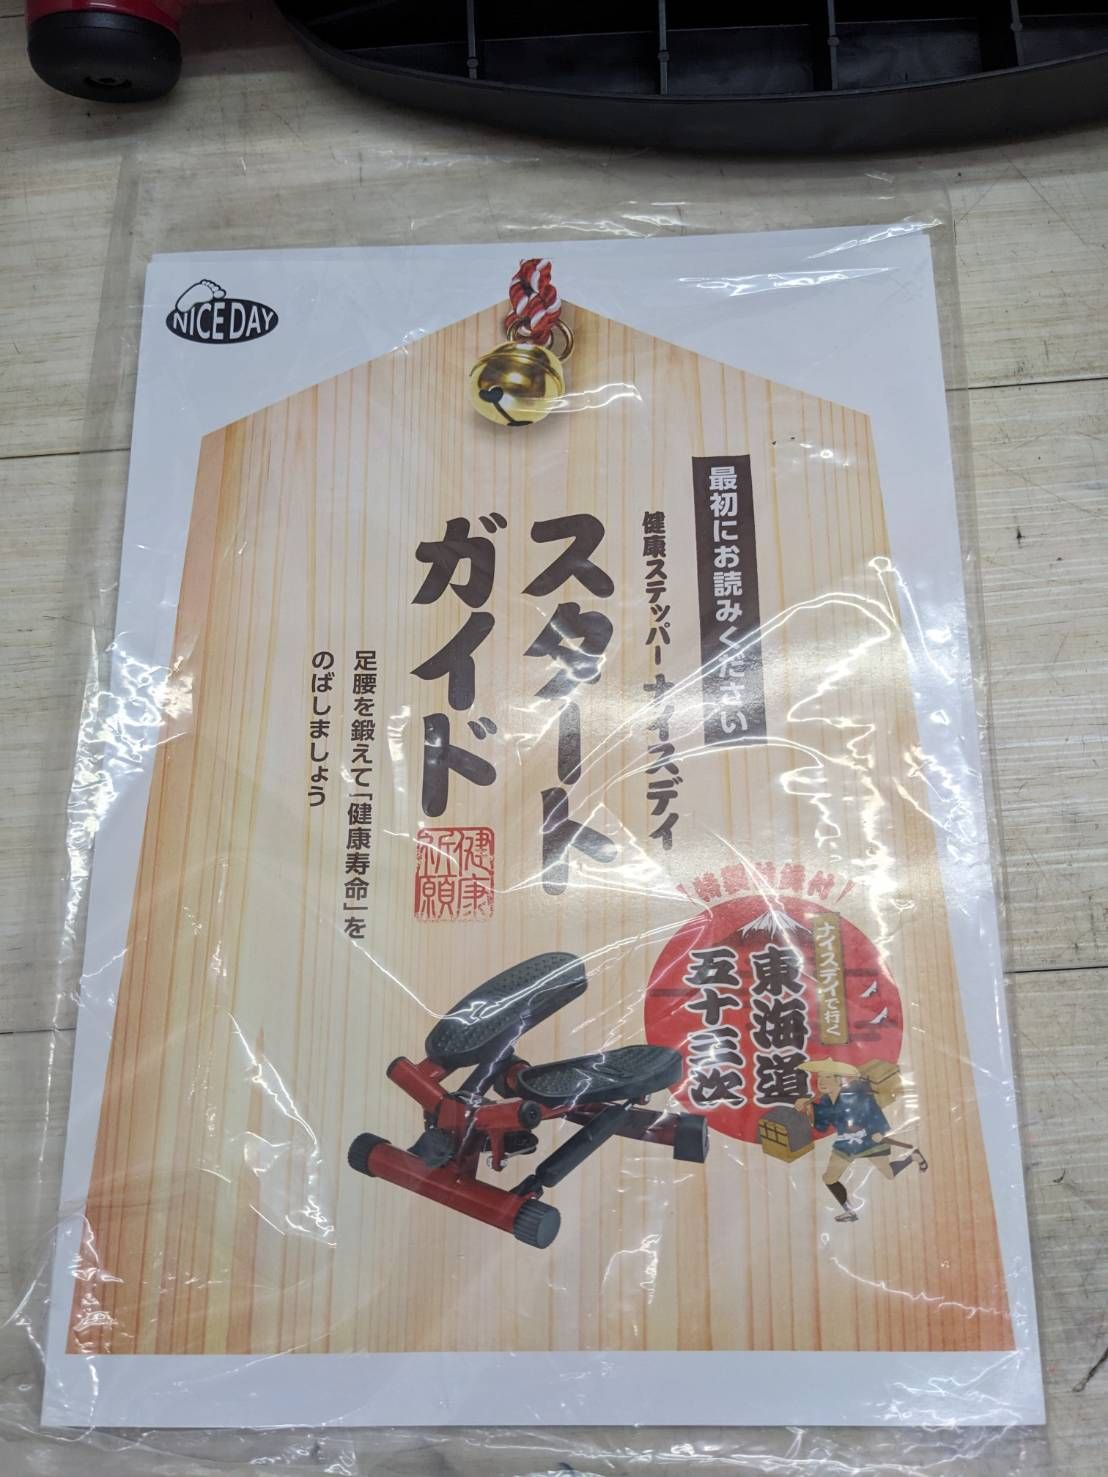 NICE DAY
最初にお読みください
健康ステッパー ナイスデイ
スタート
ガイド
健康
祈願
足腰を鍛えて「健康寿命」を
のばしましょう
ナイスデイで行く
東海道
五十三次